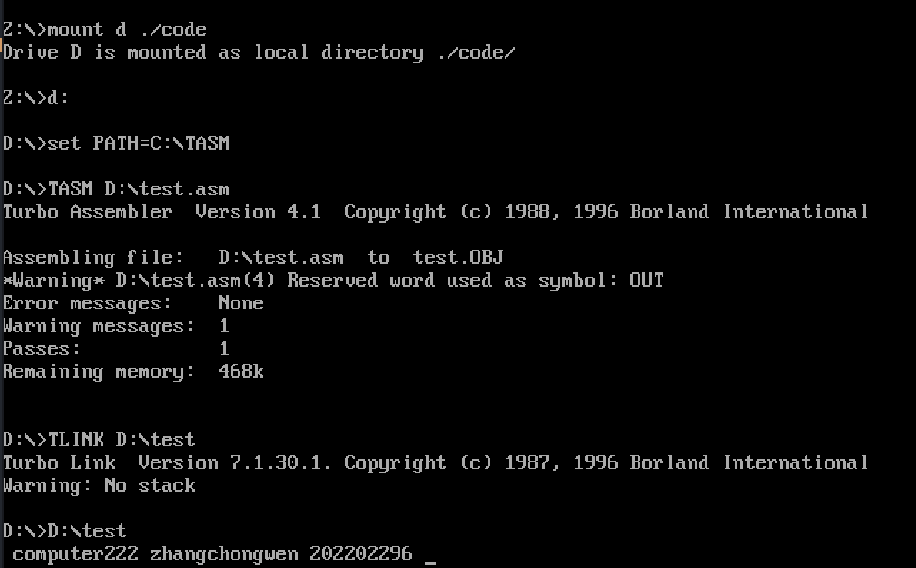 Z:\>mount d ./code
Drive D is mounted as local directory ./code/
Z:\>d:
D:\>set PATH=C:\TASM
D:\>TASM D:\test.asm
Turbo Assembler  Version 4.1  Copyright (c) 1988, 1996 Borland International
Assembling file:   D:\test.asm  to  test.OBJ
*Warning* D:\test.asm(4) Reserved word used as symbol: OUT
Error messages:    None
Warning messages:  1
Passes:            1
Remaining memory:  468k
D:\>TLINK D:\test
Turbo Link  Version 7.1.30.1. Copyright (c) 1987, 1996 Borland International
Warning: No stack
D:\>D:\test
 computer222 zhangchongwen 202202296 _